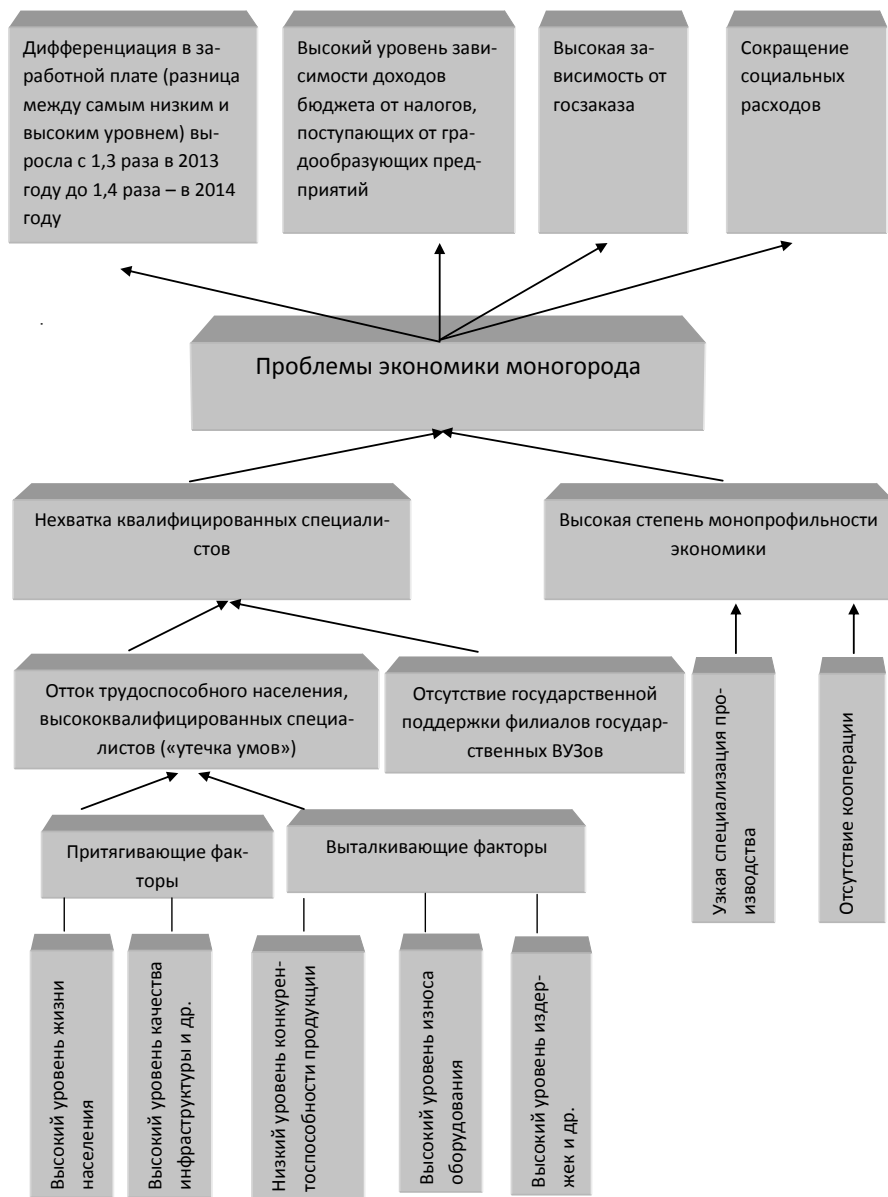 Дифференциация в за-
работной плате (разница
между самым низким и
высоким уровнем) вы-
росла с 1,3 раза в 2013
году до 1,4 раза – в 2014
году
Высокий уровень зави-
симости доходов
бюджета от налогов,
поступающих от гра-
дообразующих пред-
приятий
Высокая за-
висимость от
госзаказа
Сокращение
социальных
расходов
.
Проблемы экономики моногорода
Нехватка квалифицированных специали-
стов
Высокая степень монопрофильности
экономики
Отток трудоспособного населения,
высококвалифицированных специа-
листов («утечка умов»)
Отсутствие государственной
поддержки филиалов государ-
ственных ВУЗов
Узкая специализация про-
изводства
Отсутствие кооперации
Притягивающие фак-
торы
Выталкивающие факторы
Высокий уровень жизни
населения
Высокий уровень качества
инфраструктуры и др.
Низкий уровень конкурен-
тоспособности продукции
Высокий уровень износа
оборудования
Высокий уровень издер-
жек и др.